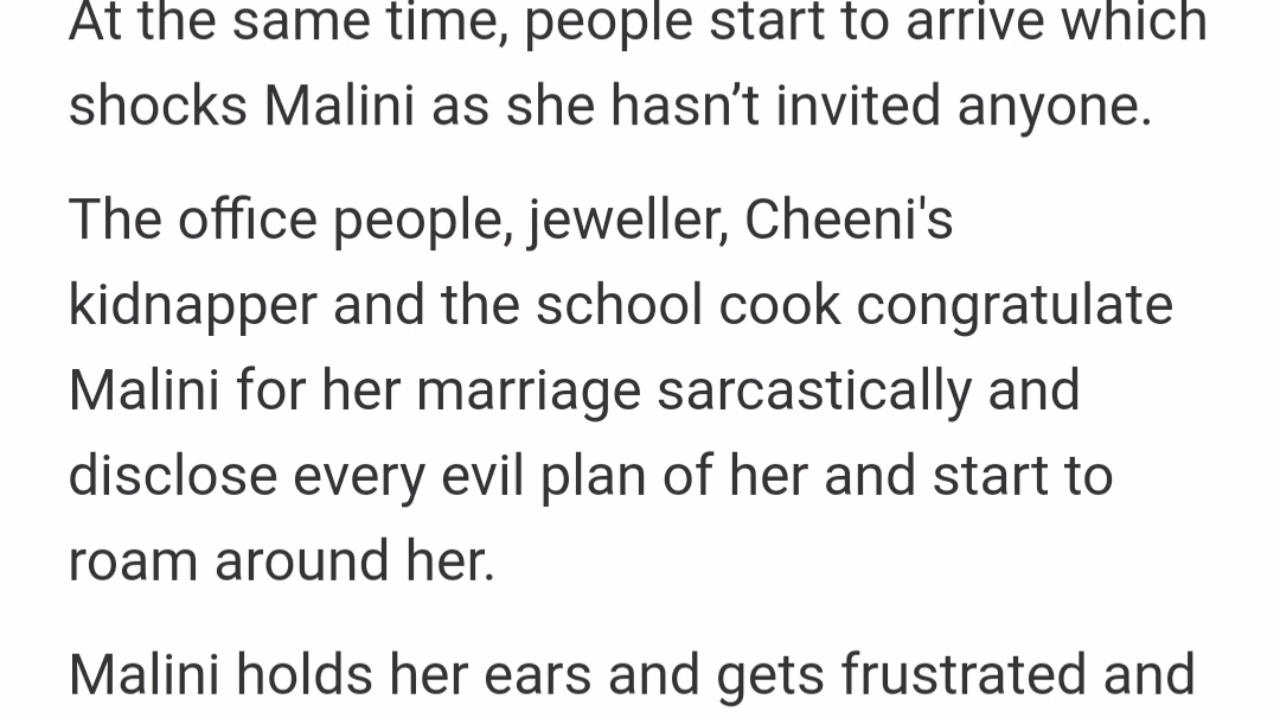 At the same time, people start to arrive which
shocks Malini as she hasn’t invited anyone.
The office people, jeweller, Cheeni's
kidnapper and the school cook congratulate
Malini for her marriage sarcastically and
disclose every evil plan of her and start to
roam around her.
Malini holds her ears and gets frustrated and